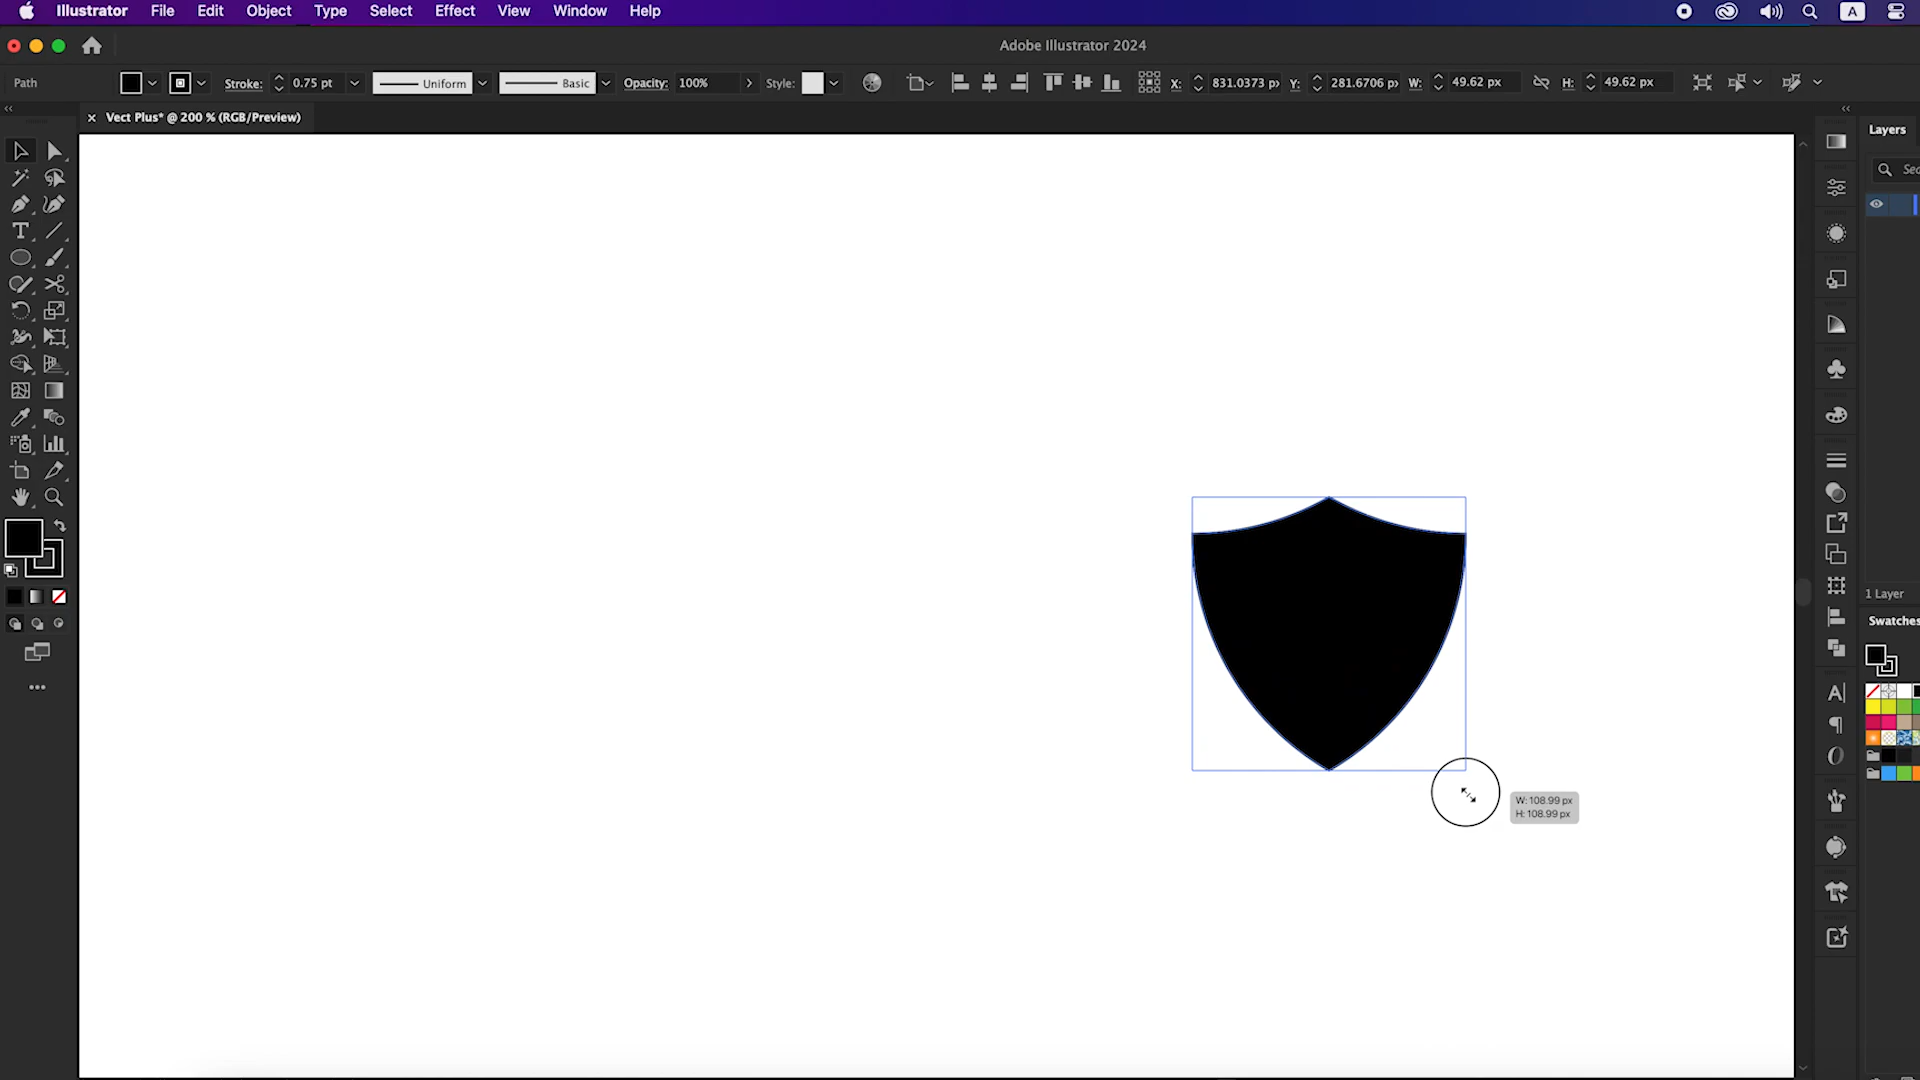 Illustrator File Edit Object Type Select Effect View Window Help A
Adobe Illustrator 2024
Path Stroke: 0.75 pt Uniform Basic Opacity: 100% Style: X: 831.0373 p Y: 281.6706 p W: 49.62 px H: 49.62 px
× Vect Plus* @ 200 % (RGB/Preview)
Layers
Sec
W: 108.99 px
H: 108.99 px
1 Layer
Swatches